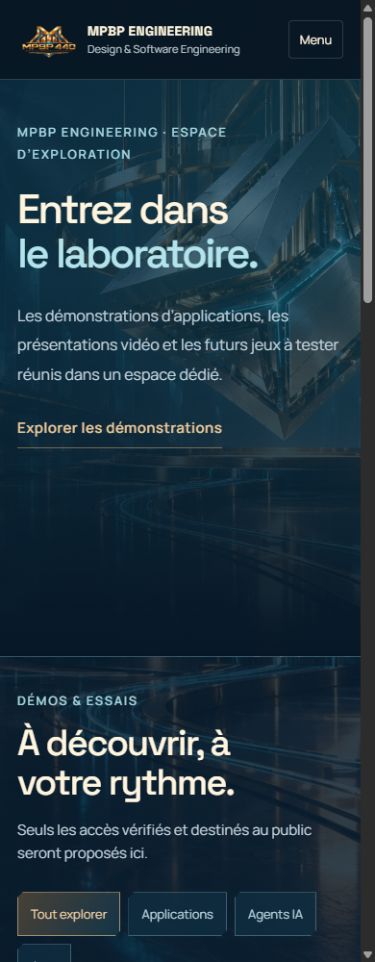 MPBP 440
MPBP ENGINEERING
Design & Software Engineering
Menu
MPBP ENGINEERING · ESPACE
D’EXPLORATION
Entrez dans
le laboratoire.
Les démonstrations d’applications, les
présentations vidéo et les futurs jeux à tester
réunis dans un espace dédié.
Explorer les démonstrations
DÉMOS & ESSAIS
À découvrir, à
votre rythme.
Seuls les accès vérifiés et destinés au public
seront proposés ici.
Tout explorer
Applications
Agents IA